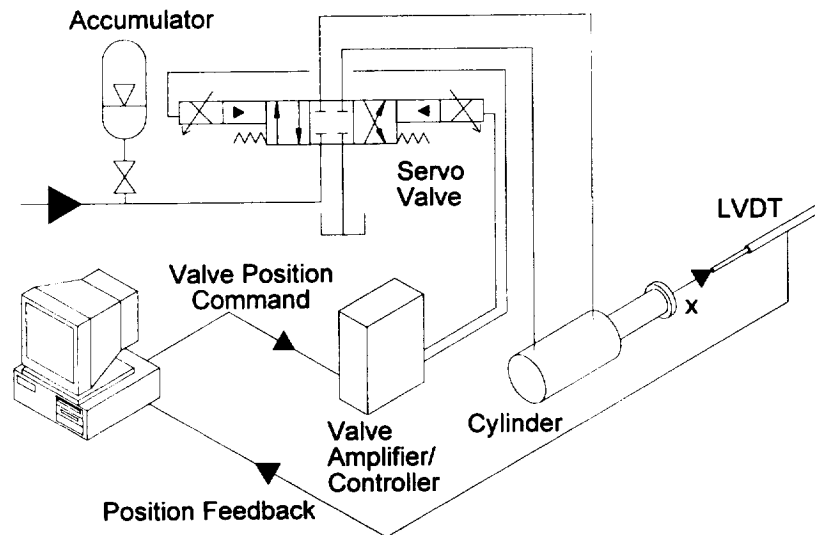 Accumulator
Servo
Valve
LVDT
Valve Position
Command
x
Cylinder
Valve
Amplifier/
Controller
Position Feedback